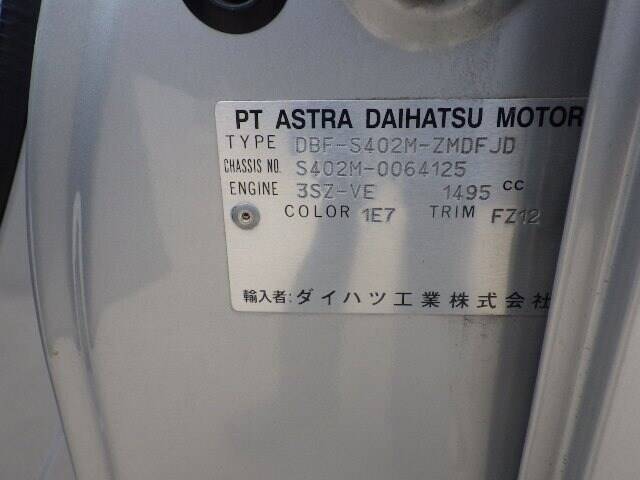 PT ASTRA DAIHATSU MOTOR
TYPE DBF-S402M-ZMDFJD
CHASSIS NO. S402M-0064125
ENGINE 3SZ-VE 1495 cc
COLOR 1E7 TRIM FZ12
輸入者:ダイハツ工業株式会社